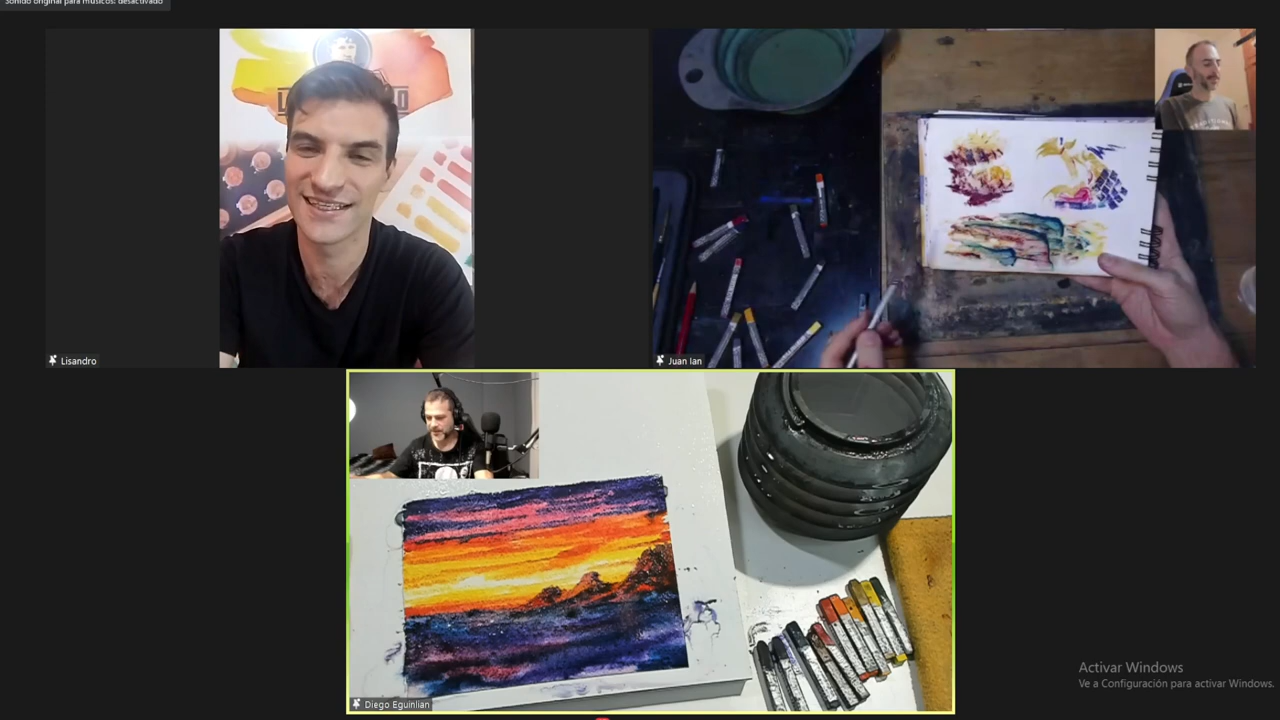 Sonido original para músicos: desactivado
Lisandro
Juan Ian
Diego Eguinlian
Activar Windows
Ve a Configuración para activar Windows.